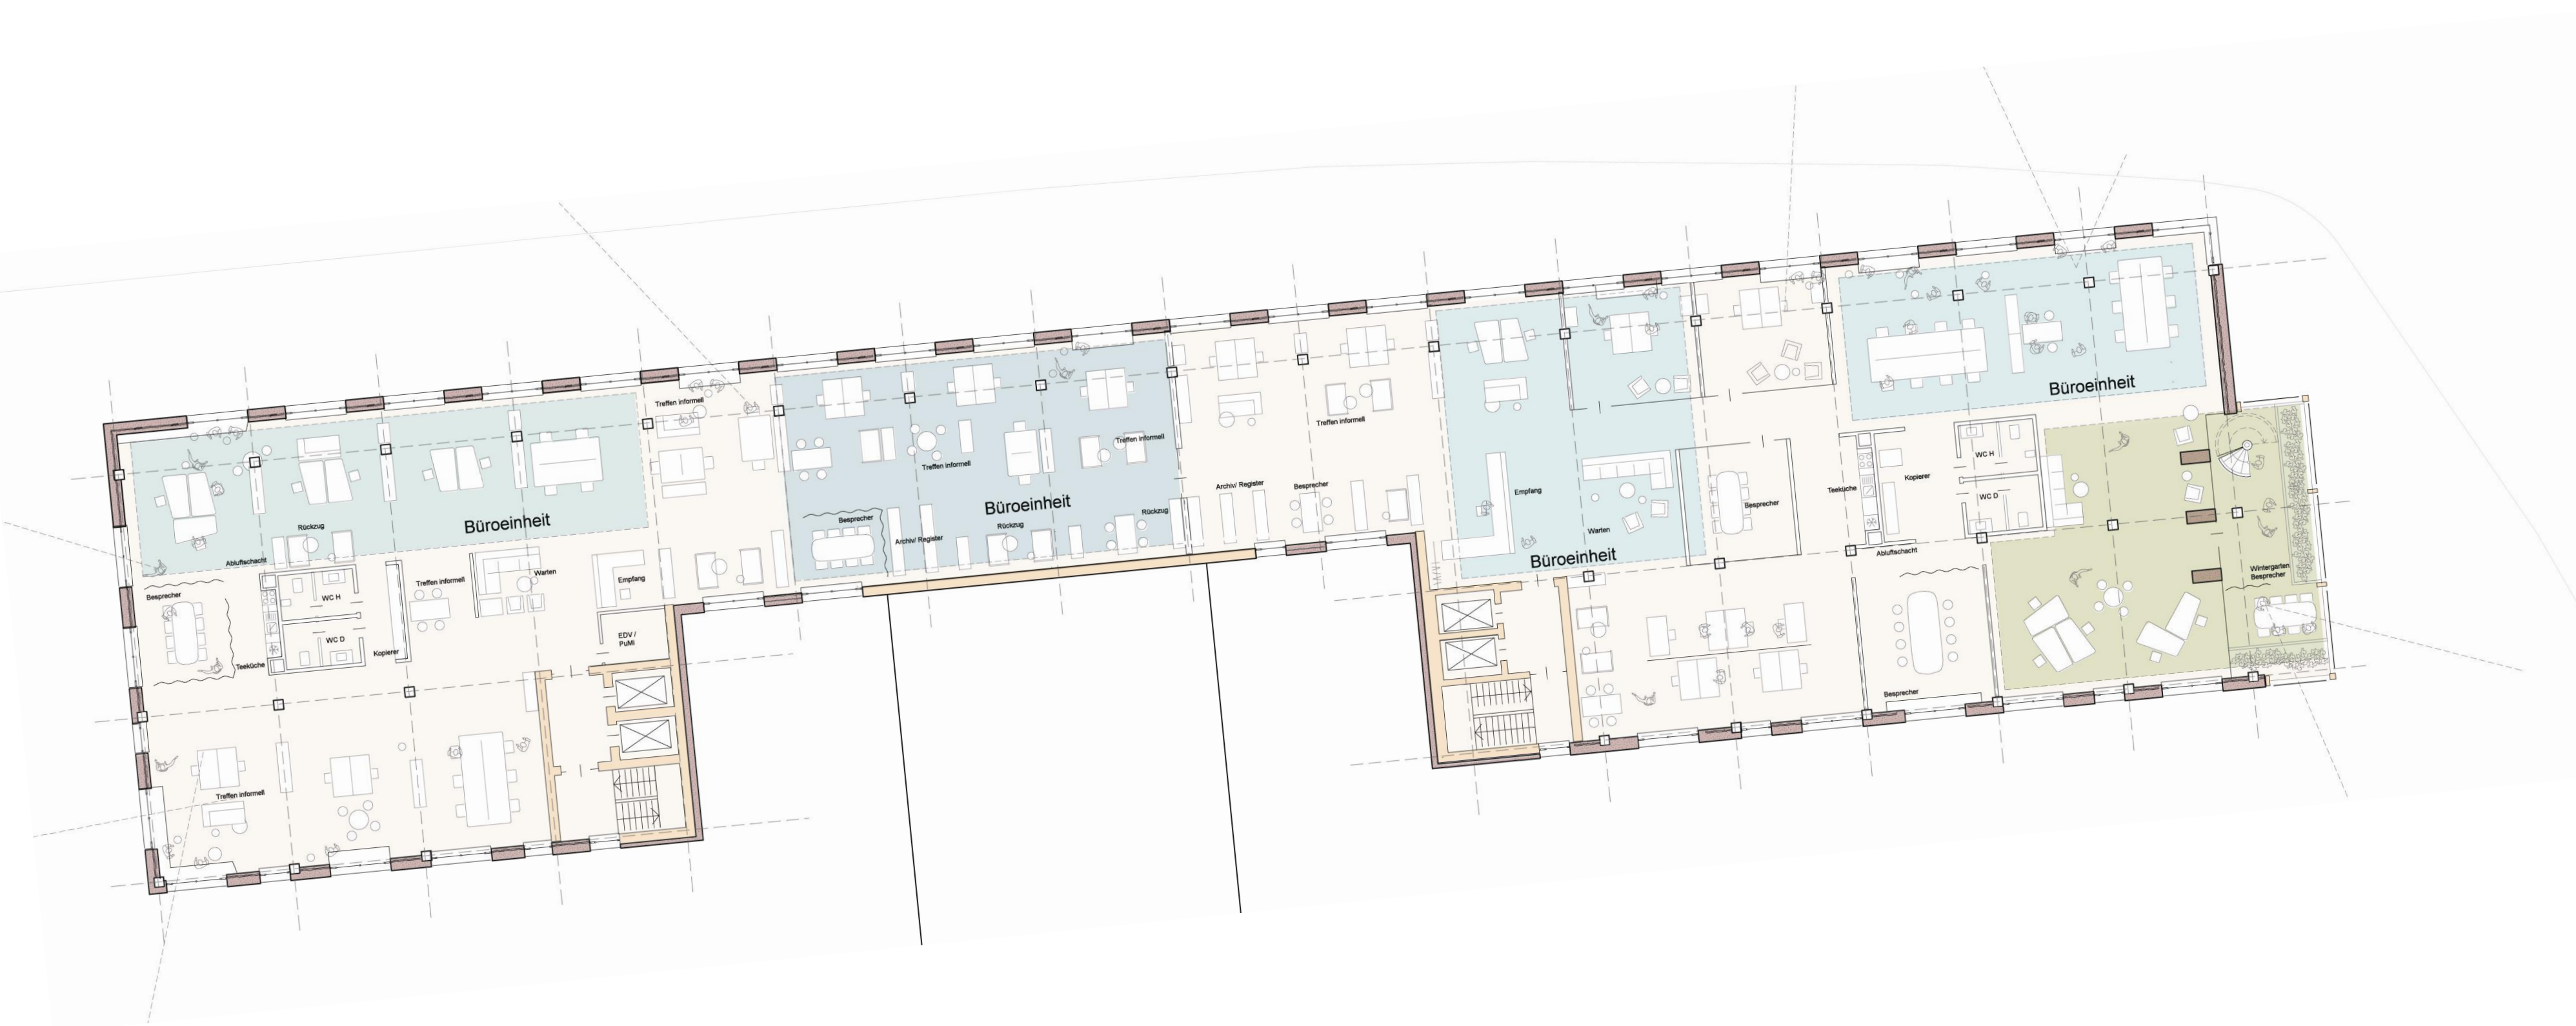 Treffen informell
Büroeinheit
Rückzug
Abluftschacht
Besprecher
WC H
WC D
Teeküche
Kopierer
Treffen informell
Warten
Empfang
EDV /
PuMi
Treffen informell
Treffen informell
Treffen informell
Büroeinheit
Besprecher
Archiv/ Register
Rückzug
Rückzug
Treffen informell
Archiv/ Register
Besprecher
Empfang
Warten
Büroeinheit
Besprecher
Büroeinheit
Teeküche
Kopierer
WC H
WC D
Abluftschacht
Besprecher
Wintergarten
Besprecher